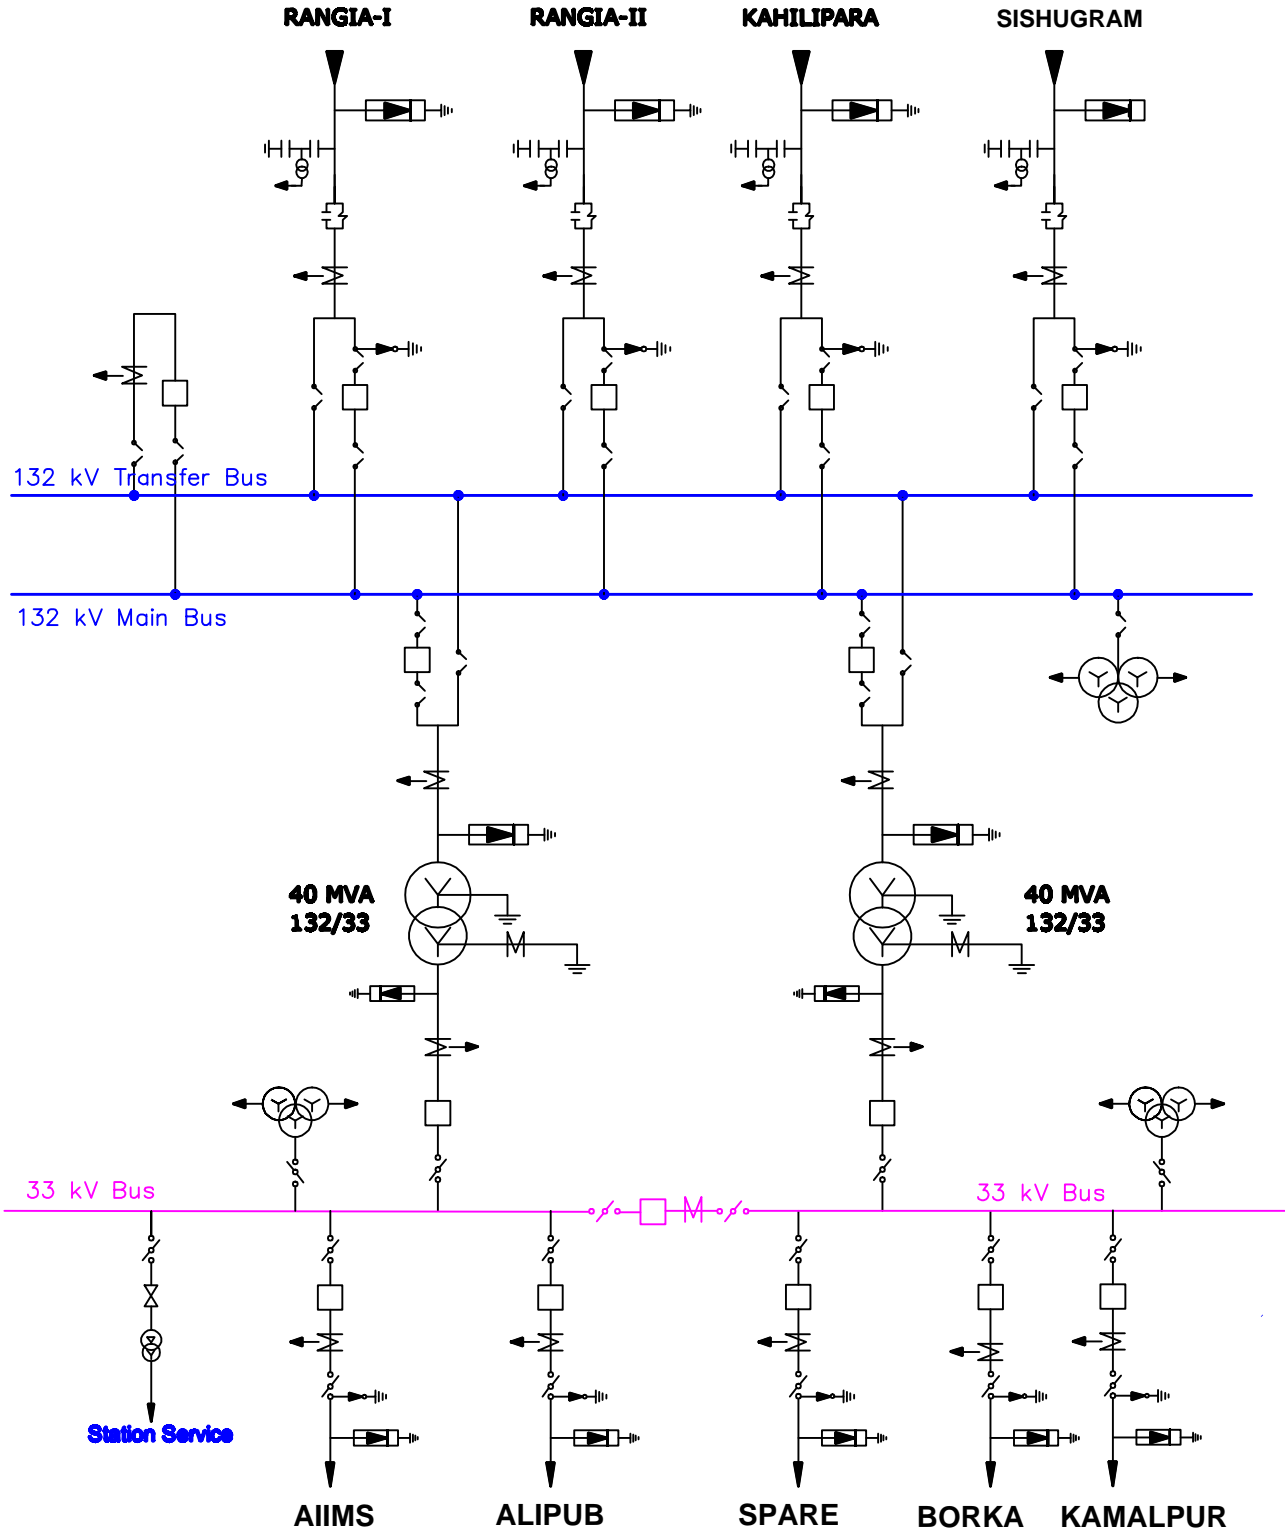 RANGIA-I
RANGIA-II
KAHILIPARA
SISHUGRAM
132 kV Transfer Bus
132 kV Main Bus
40 MVA
132/33
40 MVA
132/33
33 kV Bus
33 kV Bus
Station Service
AIIMS
ALIPUB
SPARE
BORKA
KAMALPUR